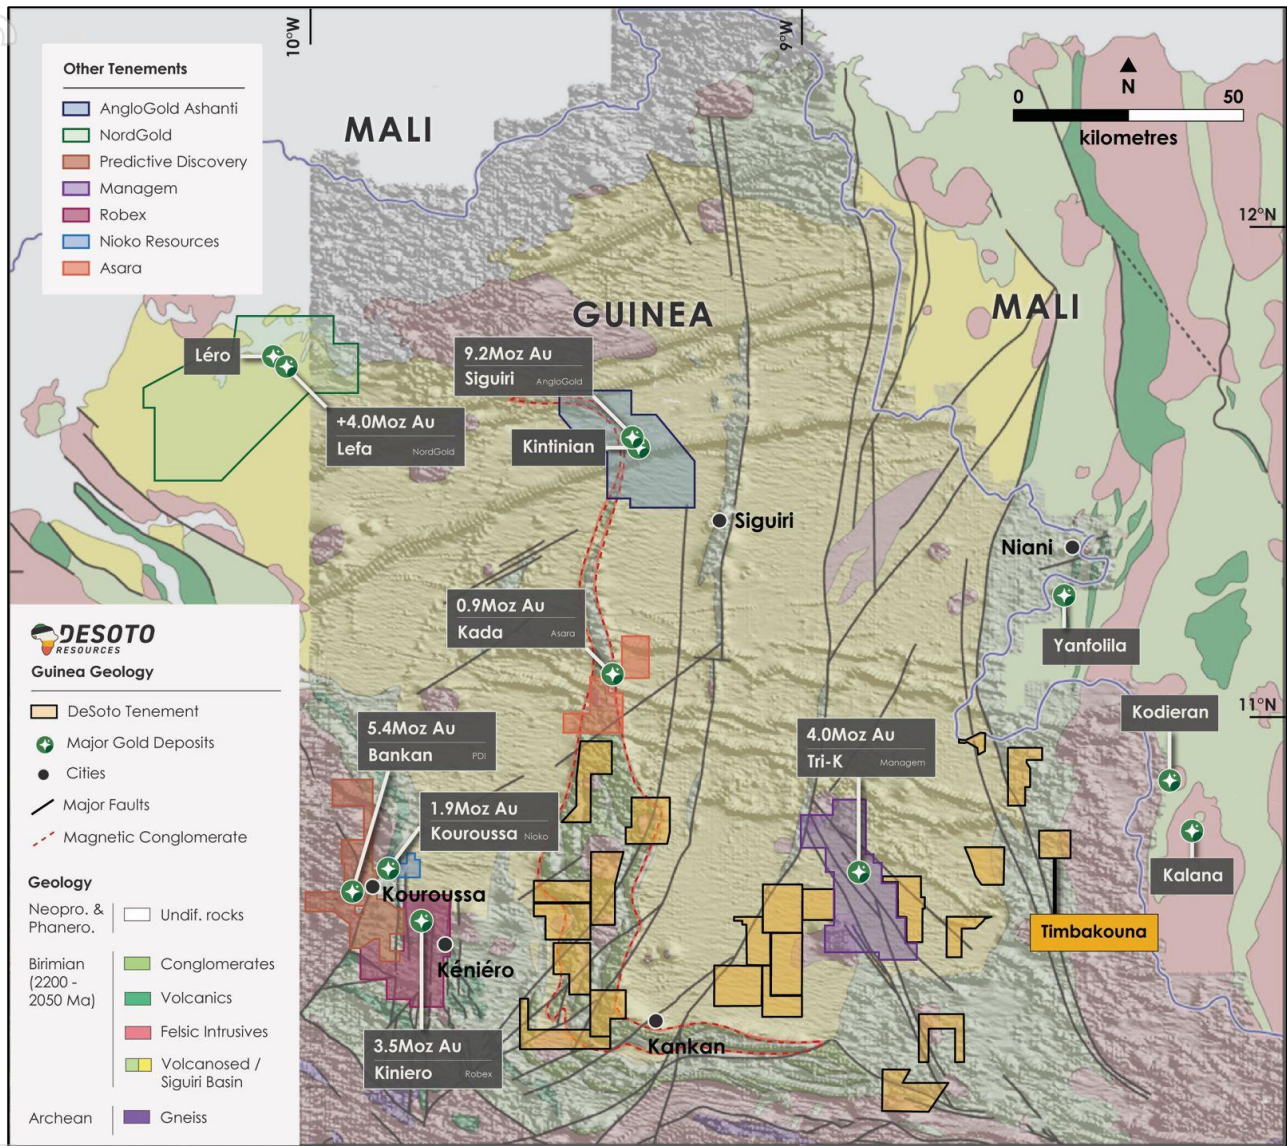 10°W
9°W
Other Tenements
AngloGold Ashanti
NordGold
Predictive Discovery
Managem
Robex
Nioko Resources
Asara
MALI
N
0
50
kilometres
12°N
GUINEA
MALI
Léro
+4.0Moz Au
Lefa NordGold
9.2Moz Au
Siguiri AngloGold
Kintinian
Siguiri
Niani
Yanfolila
0.9Moz Au
Kada Asara
11°N
Kodieran
Kalana
5.4Moz Au
Bankan PDI
1.9Moz Au
Kouroussa Nioko
4.0Moz Au
Tri-K Managem
Kouroussa
Kéniéro
Timbakouna
Kankan
3.5Moz Au
Kiniero Robex
DESOTO
RESOURCES
Guinea Geology
DeSoto Tenement
Major Gold Deposits
Cities
Major Faults
Magnetic Conglomerate
Geology
Neopro. &
Phanero.
Undif. rocks
Birimian
(2200 -
2050 Ma)
Conglomerates
Volcanics
Felsic Intrusives
Volcanosed /
Siguiri Basin
Archean
Gneiss